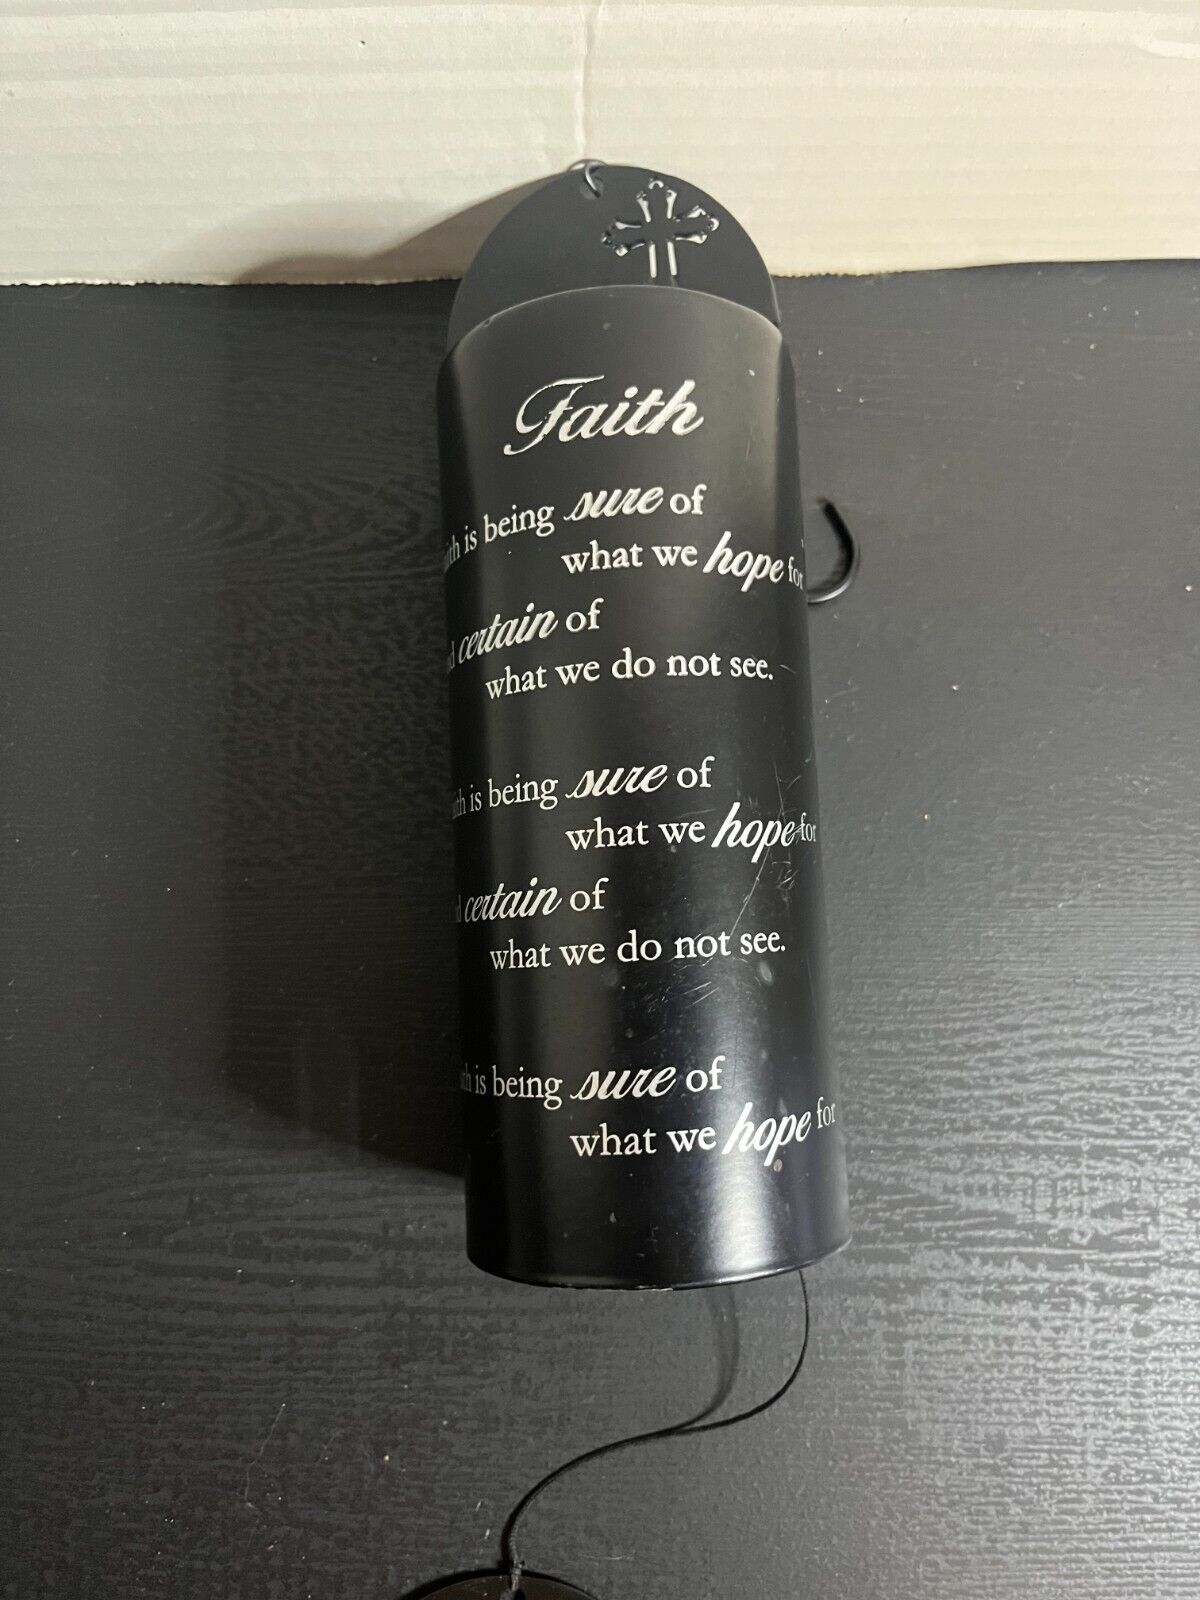 Faith
is being sure of
what we hope for
certain of
what we do not see.
is being sure of
what we hope for
certain of
what we do not see.
is being sure of
what we hope for